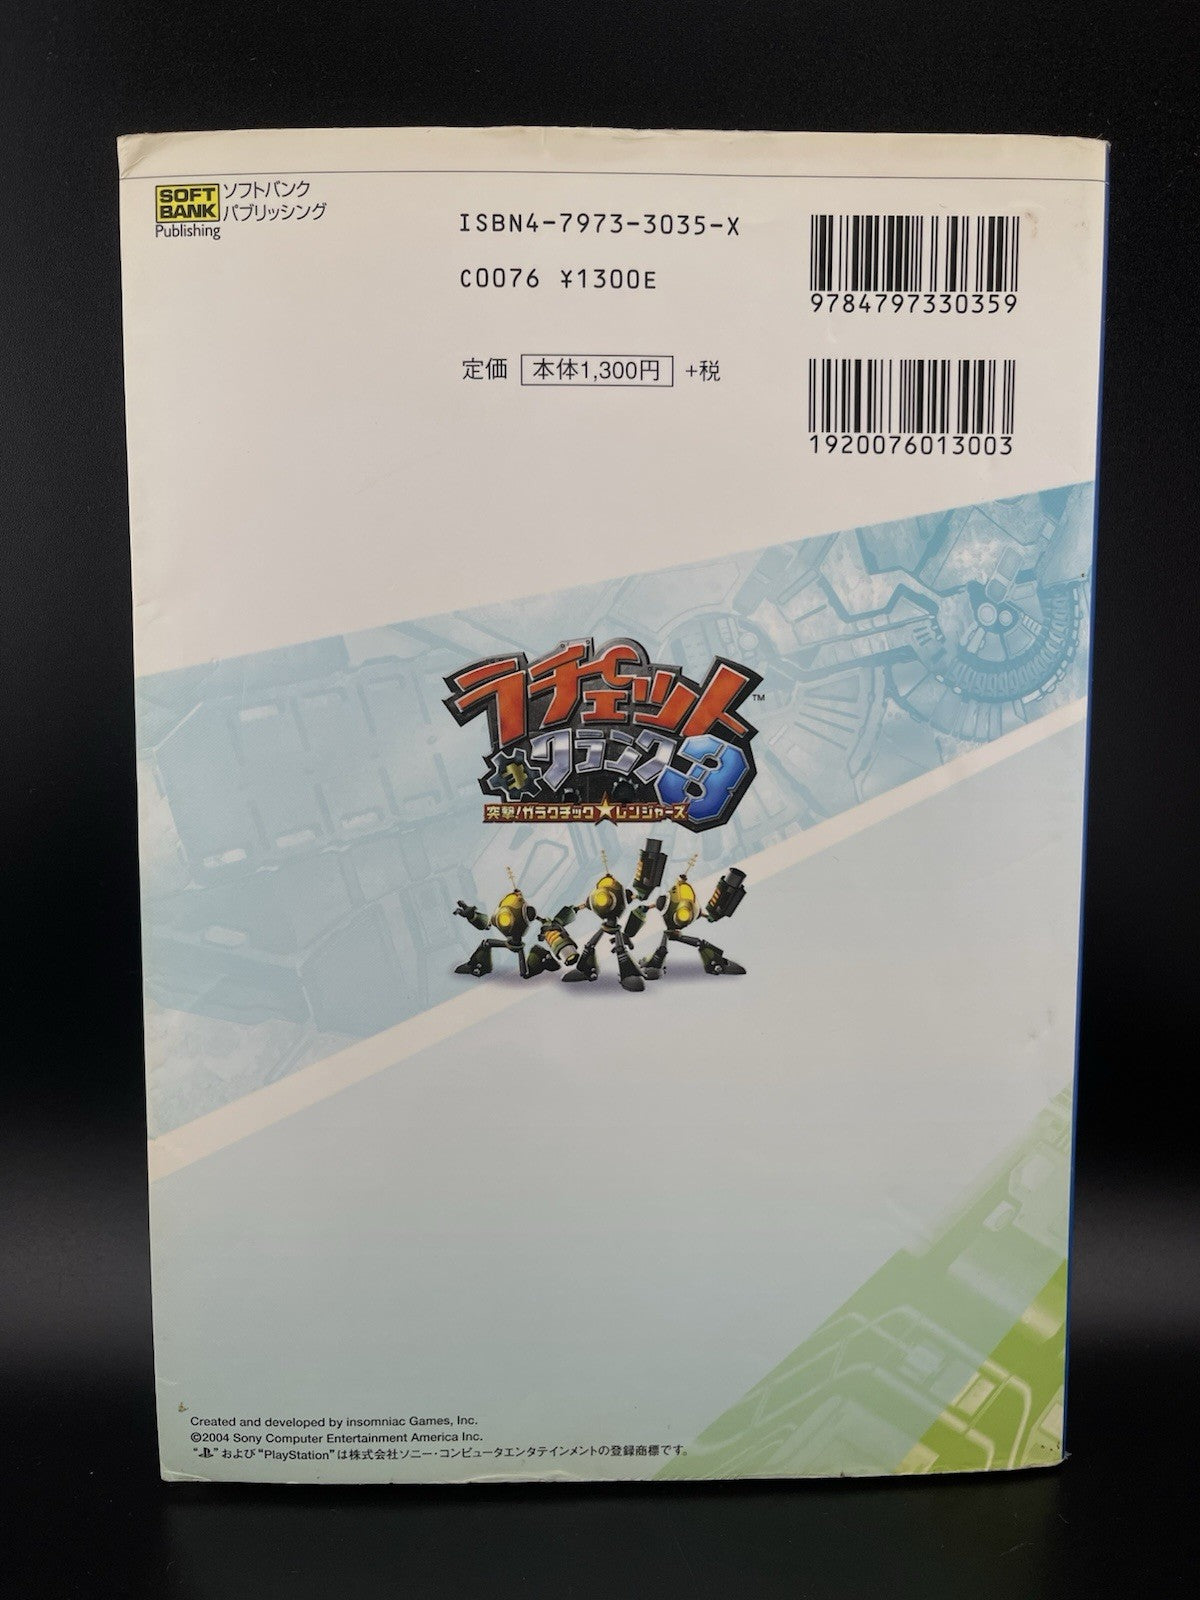 SOFT
BANK
Publishing
ソフトバンク
パブリッシング
ISBN4-7973-3035-X
C0076 ¥1300E
定価 本体1,300円 +税
9784797330359
1920076013003
ラチェット™
&クランク3
突撃!ガラクチック★レンジャーズ
Created and developed by insomniac Games, Inc.
©2004 Sony Computer Entertainment America Inc.
“PS”および“PlayStation”は株式会社ソニー・コンピュータエンタテインメントの登録商標です。